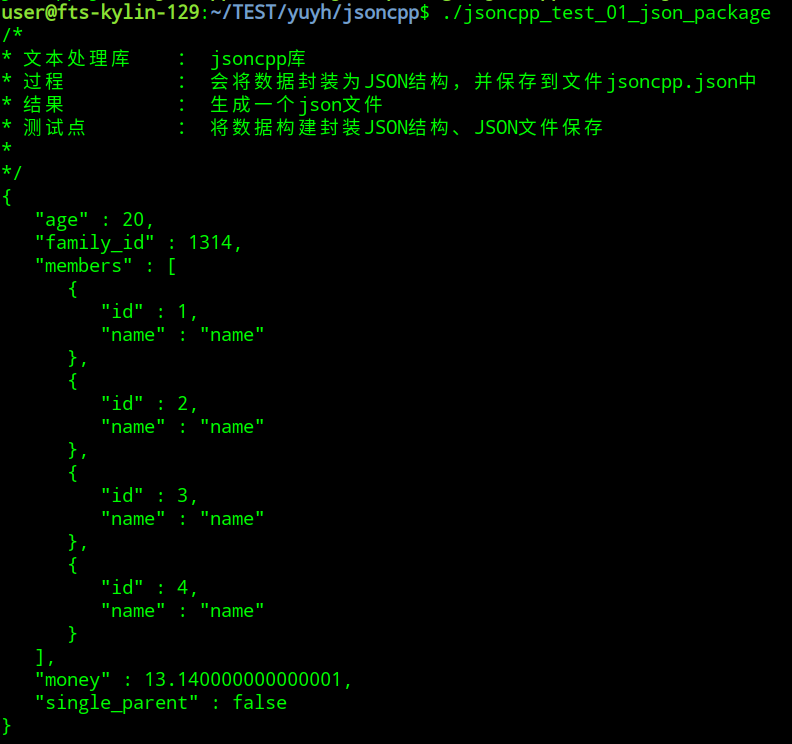 user@fts-kylin-129:~/TEST/yuyh/jsoncpp$ ./jsoncpp_test_01_json_package
/*
* 文本处理库 : jsoncpp库
* 过程 : 会将数据封装为JSON结构，并保存到文件jsoncpp.json中
* 结果 : 生成一个json文件
* 测试点 : 将数据构建封装JSON结构、JSON文件保存
*
*/
{
   "age" : 20,
   "family_id" : 1314,
   "members" : [
      {
         "id" : 1,
         "name" : "name"
      },
      {
         "id" : 2,
         "name" : "name"
      },
      {
         "id" : 3,
         "name" : "name"
      },
      {
         "id" : 4,
         "name" : "name"
      }
   ],
   "money" : 13.140000000000001,
   "single_parent" : false
}